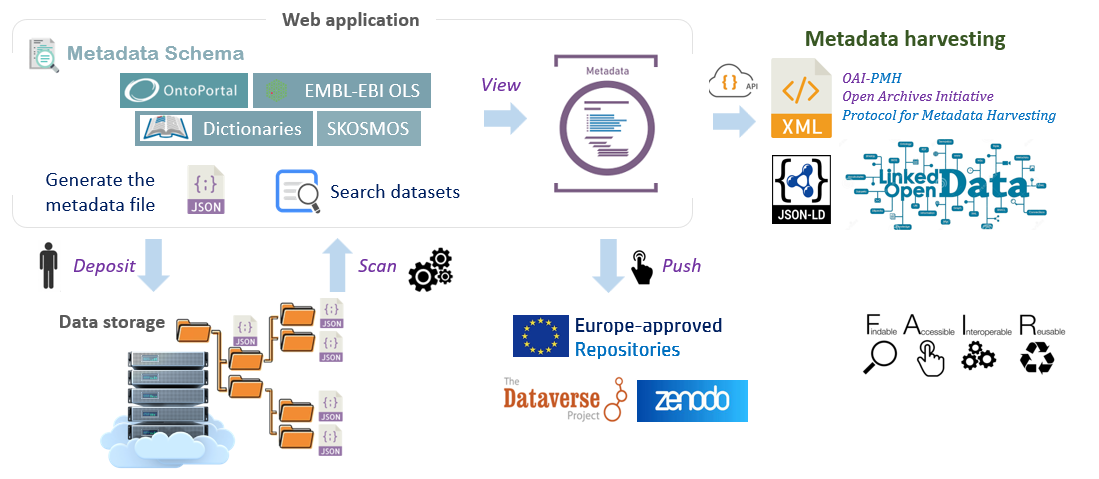 Web application
Metadata Schema
OntoPortal
EMBL-EBI OLS
Dictionaries
SKOSMOS
Generate the
metadata file
{:}
JSON
Search datasets
View
Metadata
{ }
API
</>
XML
Metadata harvesting
OAI-PMH
Open Archives Initiative
Protocol for Metadata Harvesting
{ }
JSON-LD
Linked
Open
Data
Deposit
Scan
Push
Data storage
{:}
JSON
{:}
JSON
{:}
JSON
{:}
JSON
{:}
JSON
Europe-approved
Repositories
The
Dataverse
Project
zenodo
Findable
Accessible
Interoperable
Reusable